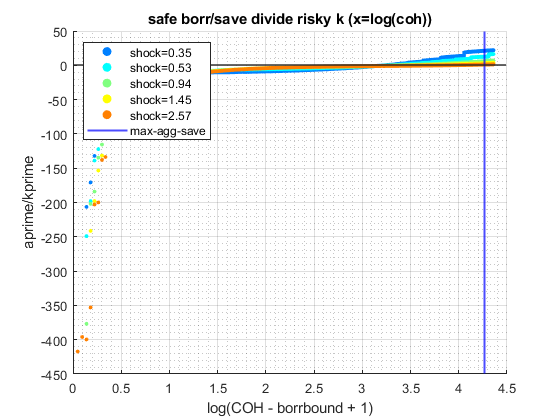 safe borr/save divide risky k (x=log(coh))
50
0
-50
-100
-150
-200
-250
-300
-350
-400
-450
aprime/kprime
shock=0.35
shock=0.53
shock=0.94
shock=1.45
shock=2.57
max-agg-save
0 0.5 1 1.5 2 2.5 3 3.5 4 4.5
log(COH - borrbound + 1)